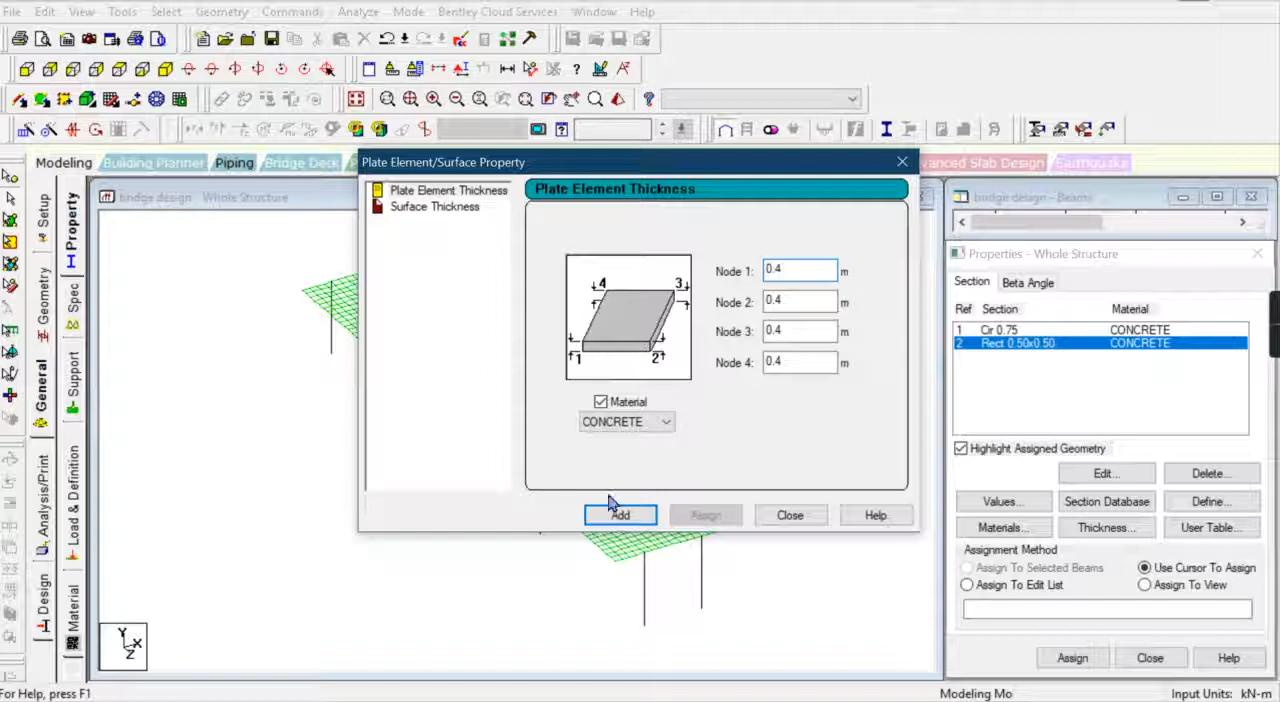 File Edit View Tools Select Geometry Commands Analyze Mode Bentley Cloud Services Window Help
Modeling Building Planner Piping Bridge Deck
vanced Slab Design Earthquake
bridge design - Whole Structure
bridge design - Beams
Setup
Geometry
General
Analysis/Print
Design
Property
Spec
Support
Load & Definition
Material
Plate Element/Surface Property
Plate Element Thickness
Surface Thickness
Plate Element Thickness
4 3
1 2
Node 1: 0.4 m
Node 2: 0.4 m
Node 3: 0.4 m
Node 4: 0.4 m
Material
CONCRETE
Add Assign Close Help
Properties - Whole Structure
Section Beta Angle
Ref Section Material
1 Cir 0.75 CONCRETE
2 Rect 0.50x0.50 CONCRETE
Highlight Assigned Geometry
Edit... Delete...
Values... Section Database Define...
Materials... Thickness... User Table...
Assignment Method
Assign To Selected Beams Use Cursor To Assign
Assign To Edit List Assign To View
Assign Close Help
Y
X
Z
For Help, press F1
Modeling Mo
Input Units: kN-m